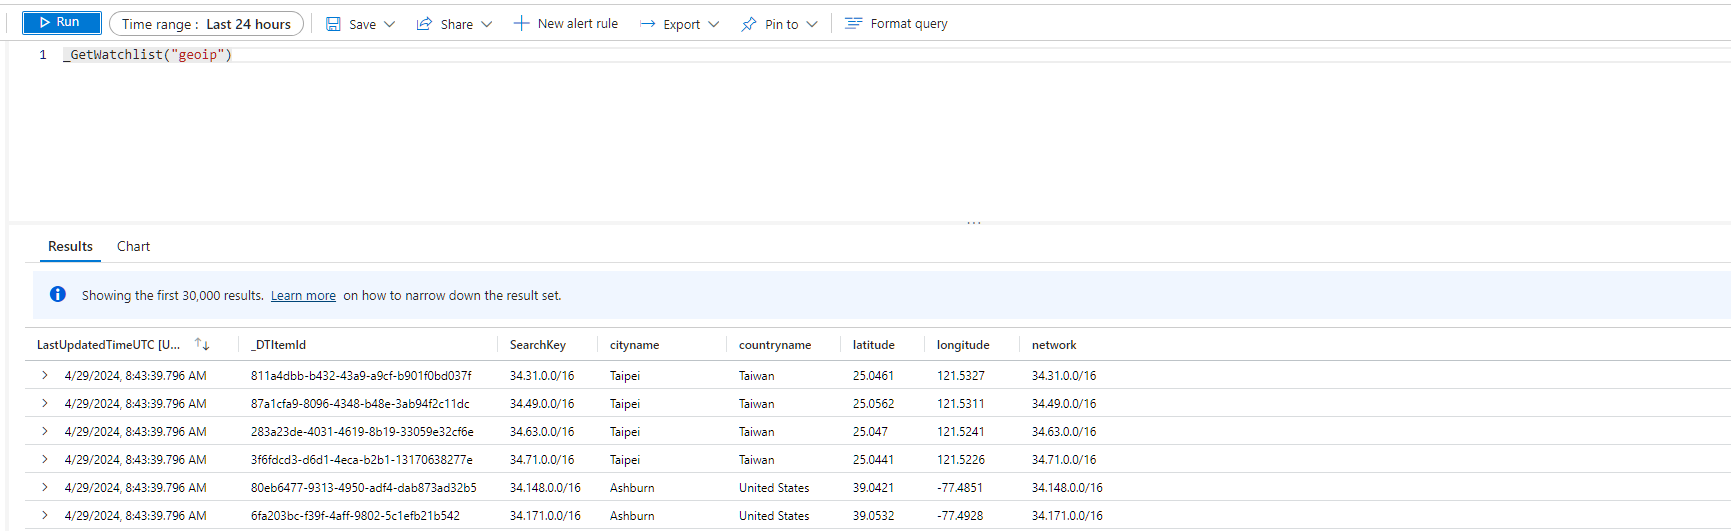 Run Time range : Last 24 hours Save Share New alert rule Export Pin to Format query
1 _GetWatchlist("geoip")
...
Results Chart
Showing the first 30,000 results. Learn more on how to narrow down the result set.
LastUpdatedTimeUTC [U... _DTItemId SearchKey cityname countryname latitude longitude network
4/29/2024, 8:43:39.796 AM 811a4dbb-b432-43a9-a9cf-b901f0bd037f 34.31.0.0/16 Taipei Taiwan 25.0461 121.5327 34.31.0.0/16
4/29/2024, 8:43:39.796 AM 87a1cfa9-8096-4348-b48e-3ab94f2c11dc 34.49.0.0/16 Taipei Taiwan 25.0562 121.5311 34.49.0.0/16
4/29/2024, 8:43:39.796 AM 283a23de-4031-4619-8b19-33059e32cf6e 34.63.0.0/16 Taipei Taiwan 25.047 121.5241 34.63.0.0/16
4/29/2024, 8:43:39.796 AM 3f6fdcd3-d6d1-4eca-b2b1-13170638277e 34.71.0.0/16 Taipei Taiwan 25.0441 121.5226 34.71.0.0/16
4/29/2024, 8:43:39.796 AM 80eb6477-9313-4950-adf4-dab873ad32b5 34.148.0.0/16 Ashburn United States 39.0421 -77.4851 34.148.0.0/16
4/29/2024, 8:43:39.796 AM 6fa203bc-f39f-4aff-9802-5c1efb21b542 34.171.0.0/16 Ashburn United States 39.0532 -77.4928 34.171.0.0/16